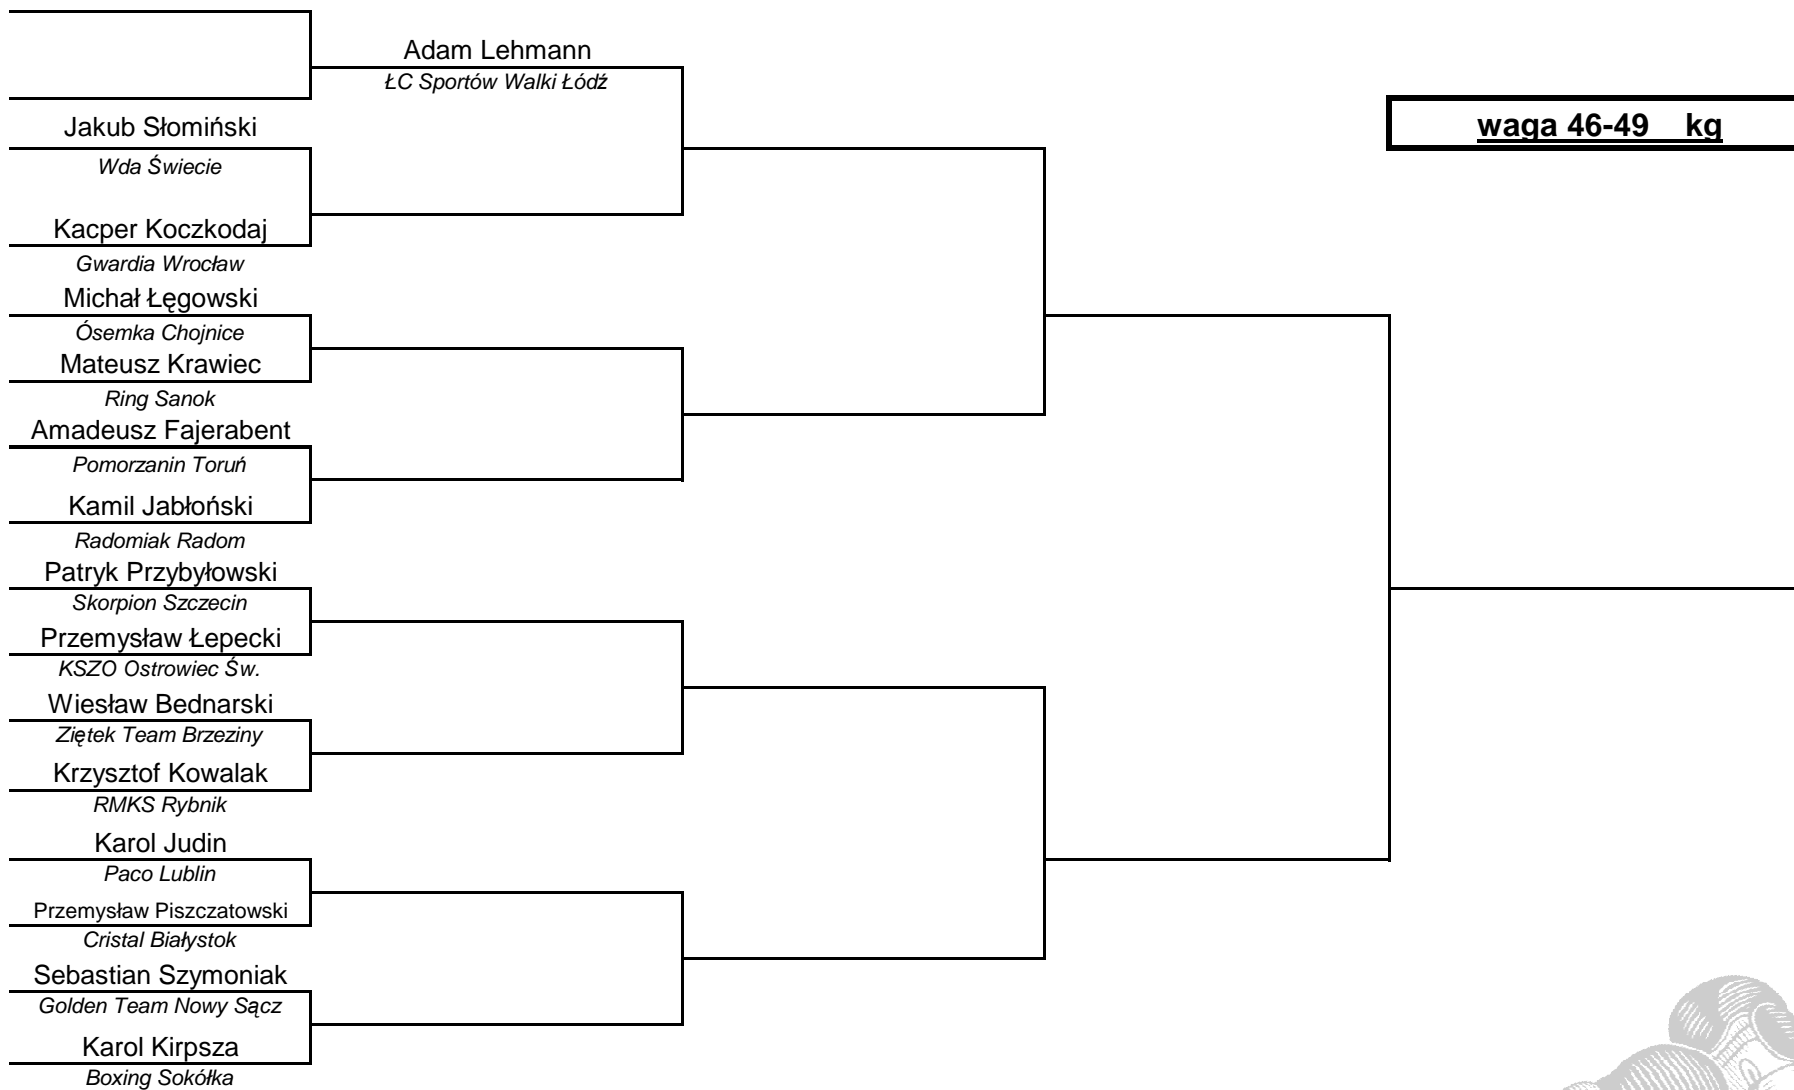 Adam Lehmann
ŁC Sportów Walki Łódź
waga 46-49 kg
Jakub Słomiński
Wda Świecie
Kacper Koczkodaj
Gwardia Wrocław
Michał Łęgowski
Ósemka Chojnice
Mateusz Krawiec
Ring Sanok
Amadeusz Fajerabent
Pomorzanin Toruń
Kamil Jabłoński
Radomiak Radom
Patryk Przybyłowski
Skorpion Szczecin
Przemysław Łepecki
KSZO Ostrowiec Św.
Wiesław Bednarski
Ziętek Team Brzeziny
Krzysztof Kowalak
RMKS Rybnik
Karol Judin
Paco Lublin
Przemysław Piszczatowski
Cristal Białystok
Sebastian Szymoniak
Golden Team Nowy Sącz
Karol Kirpsza
Boxing Sokółka